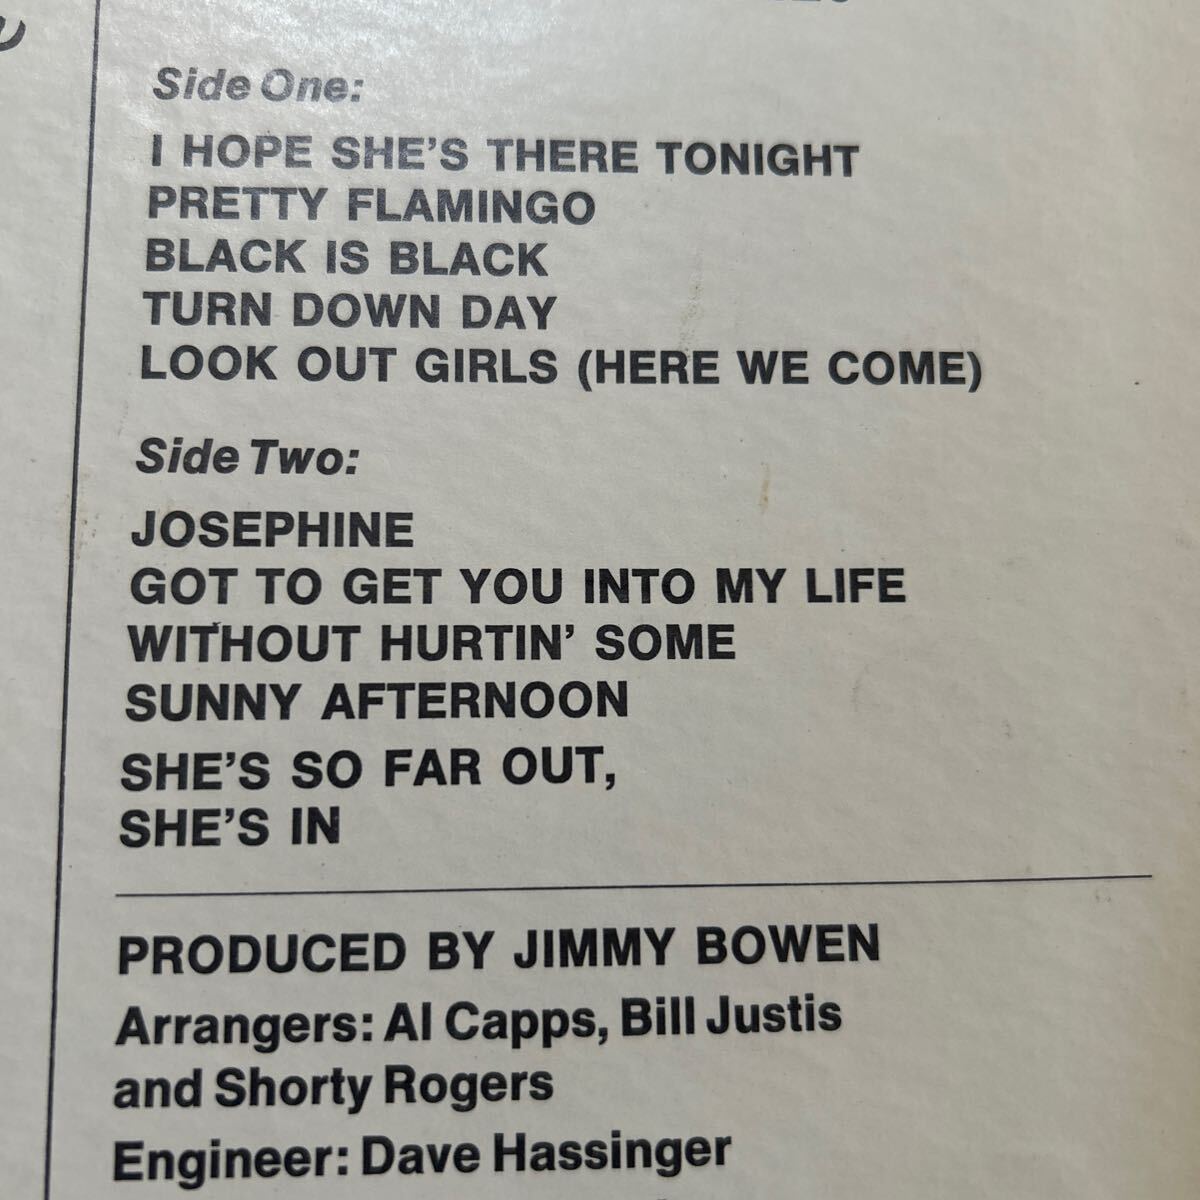 Side One:
I HOPE SHE'S THERE TONIGHT
PRETTY FLAMINGO
BLACK IS BLACK
TURN DOWN DAY
LOOK OUT GIRLS (HERE WE COME)
Side Two:
JOSEPHINE
GOT TO GET YOU INTO MY LIFE
WITHOUT HURTIN' SOME
SUNNY AFTERNOON
SHE'S SO FAR OUT,
SHE'S IN
PRODUCED BY JIMMY BOWEN
Arrangers: Al Capps, Bill Justis
and Shorty Rogers
Engineer: Dave Hassinger